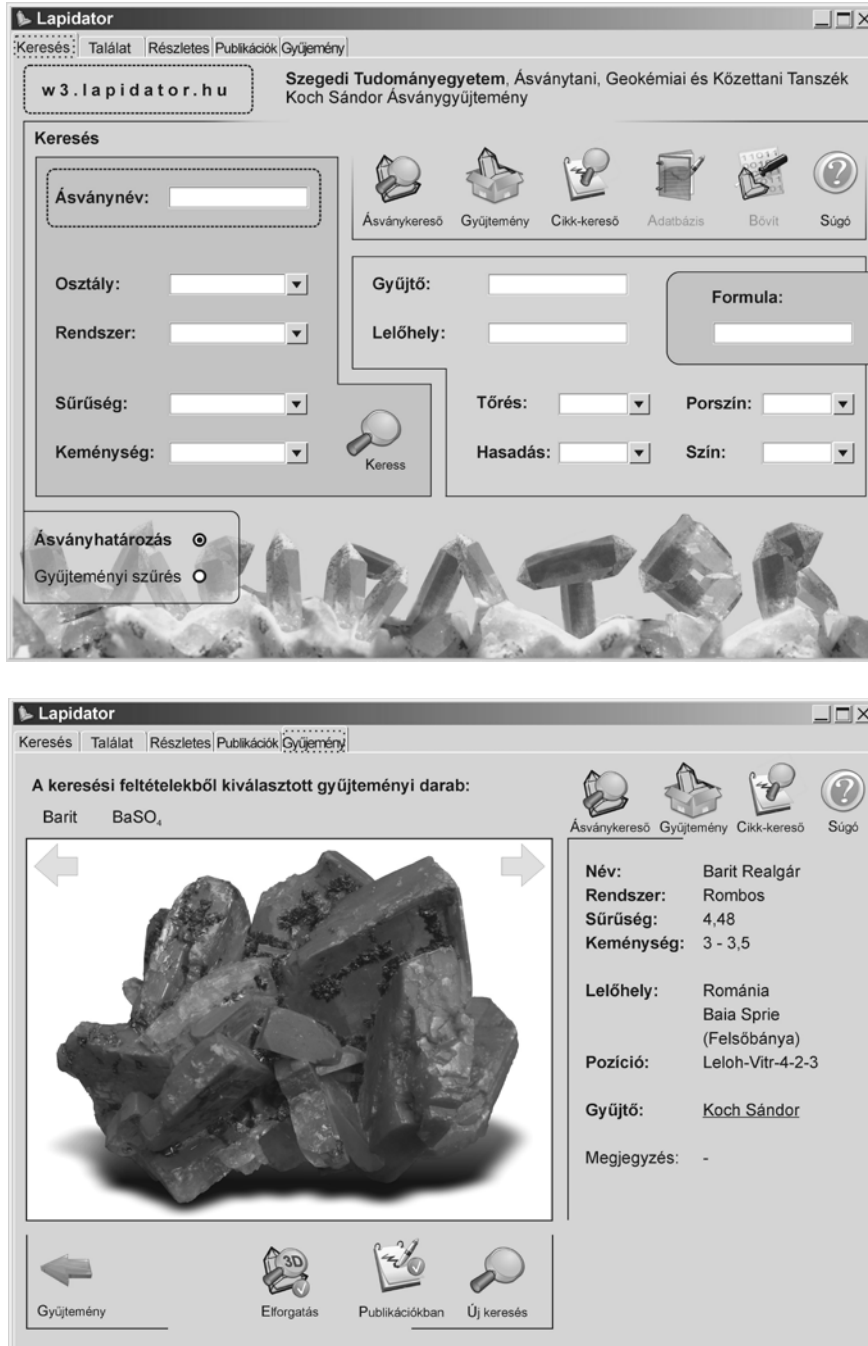 Lapidator
Keresés Találat Részletes Publikációk Gyűjemény
w3.lapidator.hu
Szegedi Tudományegyetem, Ásványtani, Geokémiai és Kőzettani Tanszék
Koch Sándor Ásványgyűjtemény
Keresés
Ásványnév:
Ásványkereső Gyűjtemény Cikk-kereső Adatbázis Bővít Súgó
Osztály:
Rendszer:
Sűrűség:
Keménység:
Keress
Gyűjtő:
Lelőhely:
Formula:
Tőrés:
Porszín:
Hasadás:
Szín:
Ásványhatározás
Gyűjteményi szűrés
LAPIDATOR
Lapidator
Keresés Találat Részletes Publikációk Gyűjemény
A keresési feltételekből kiválasztott gyűjteményi darab:
Barit BaSO₄
Ásványkereső Gyűjtemény Cikk-kereső Súgó
Név: Barit Realgár
Rendszer: Rombos
Sűrűség: 4,48
Keménység: 3 - 3,5
Lelőhely: Románia
Baia Sprie
(Felsőbánya)
Pozíció: Leloh-Vitr-4-2-3
Gyűjtő: Koch Sándor
Megjegyzés: -
3D
Gyűjtemény Elforgatás Publikációkban Új keresés